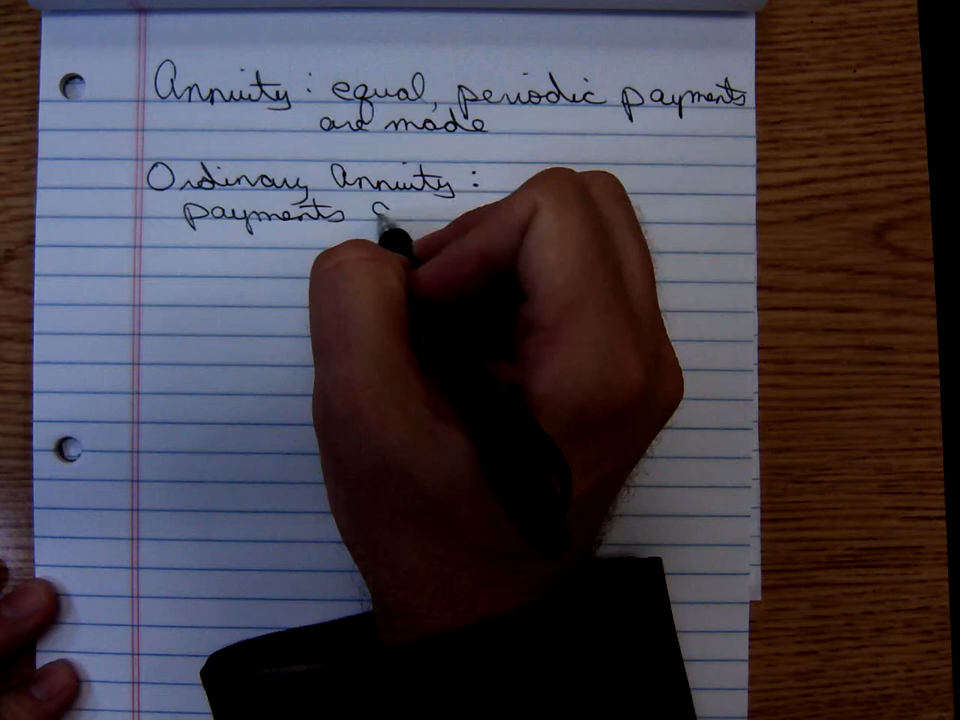 Annuity : equal, periodic payments
are made
Ordinary Annuity :
payments